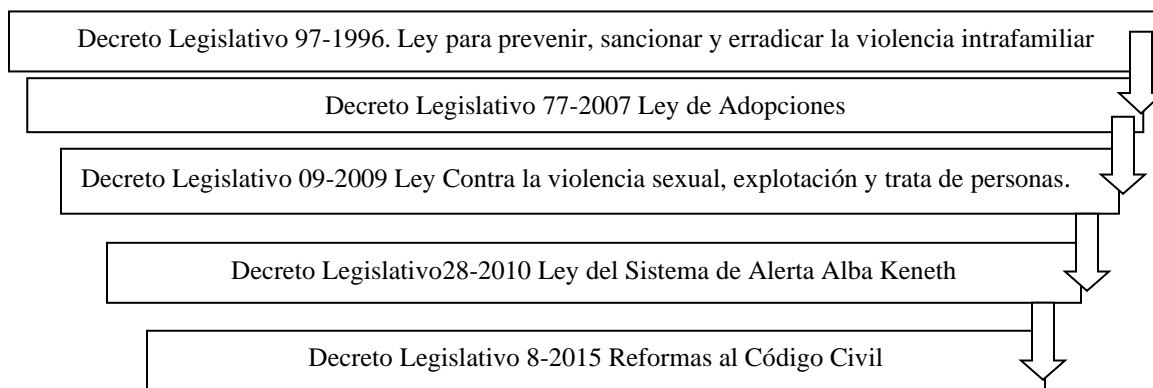 Decreto Legislativo 97-1996. Ley para prevenir, sancionar y erradicar la violencia intrafamiliar
Decreto Legislativo 77-2007 Ley de Adopciones
Decreto Legislativo 09-2009 Ley Contra la violencia sexual, explotación y trata de personas.
Decreto Legislativo28-2010 Ley del Sistema de Alerta Alba Keneth
Decreto Legislativo 8-2015 Reformas al Código Civil